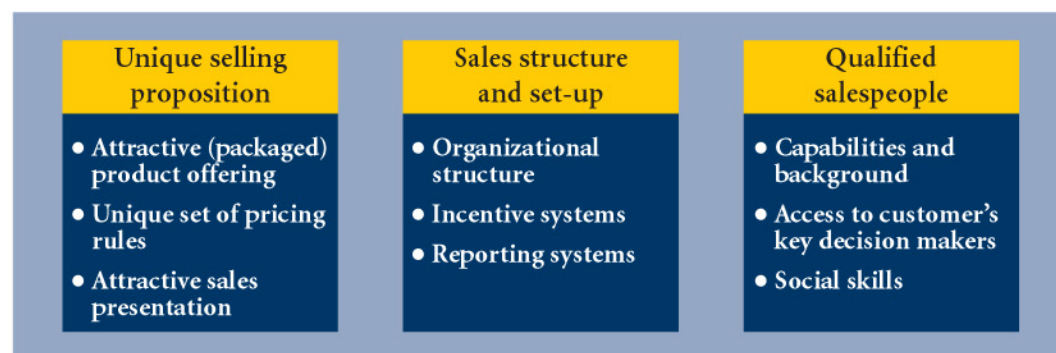 Unique selling
proposition
● Attractive (packaged)
product offering
● Unique set of pricing
rules
● Attractive sales
presentation
Sales structure
and set-up
● Organizational
structure
● Incentive systems
● Reporting systems
Qualified
salespeople
● Capabilities and
background
● Access to customer’s
key decision makers
● Social skills